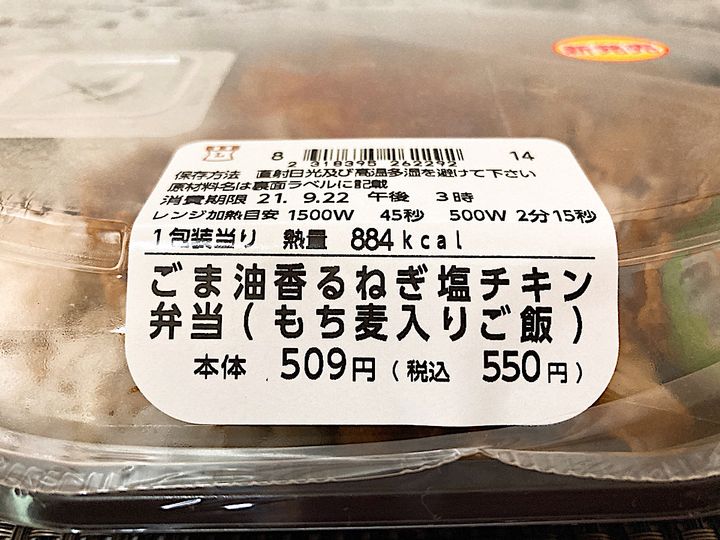 新発売
8 14
2 318395 262292
保存方法 直射日光及び高温多湿を避けて下さい
原材料名は裏面ラベルに記載
消費期限 21. 9.22 午後 3時
レンジ加熱目安 1500W 45秒 500W 2分15秒
1包装当り 熱量 884kcal
ごま油香るねぎ塩チキン
弁当(もち麦入りご飯)
本体 509円(税込 550円)